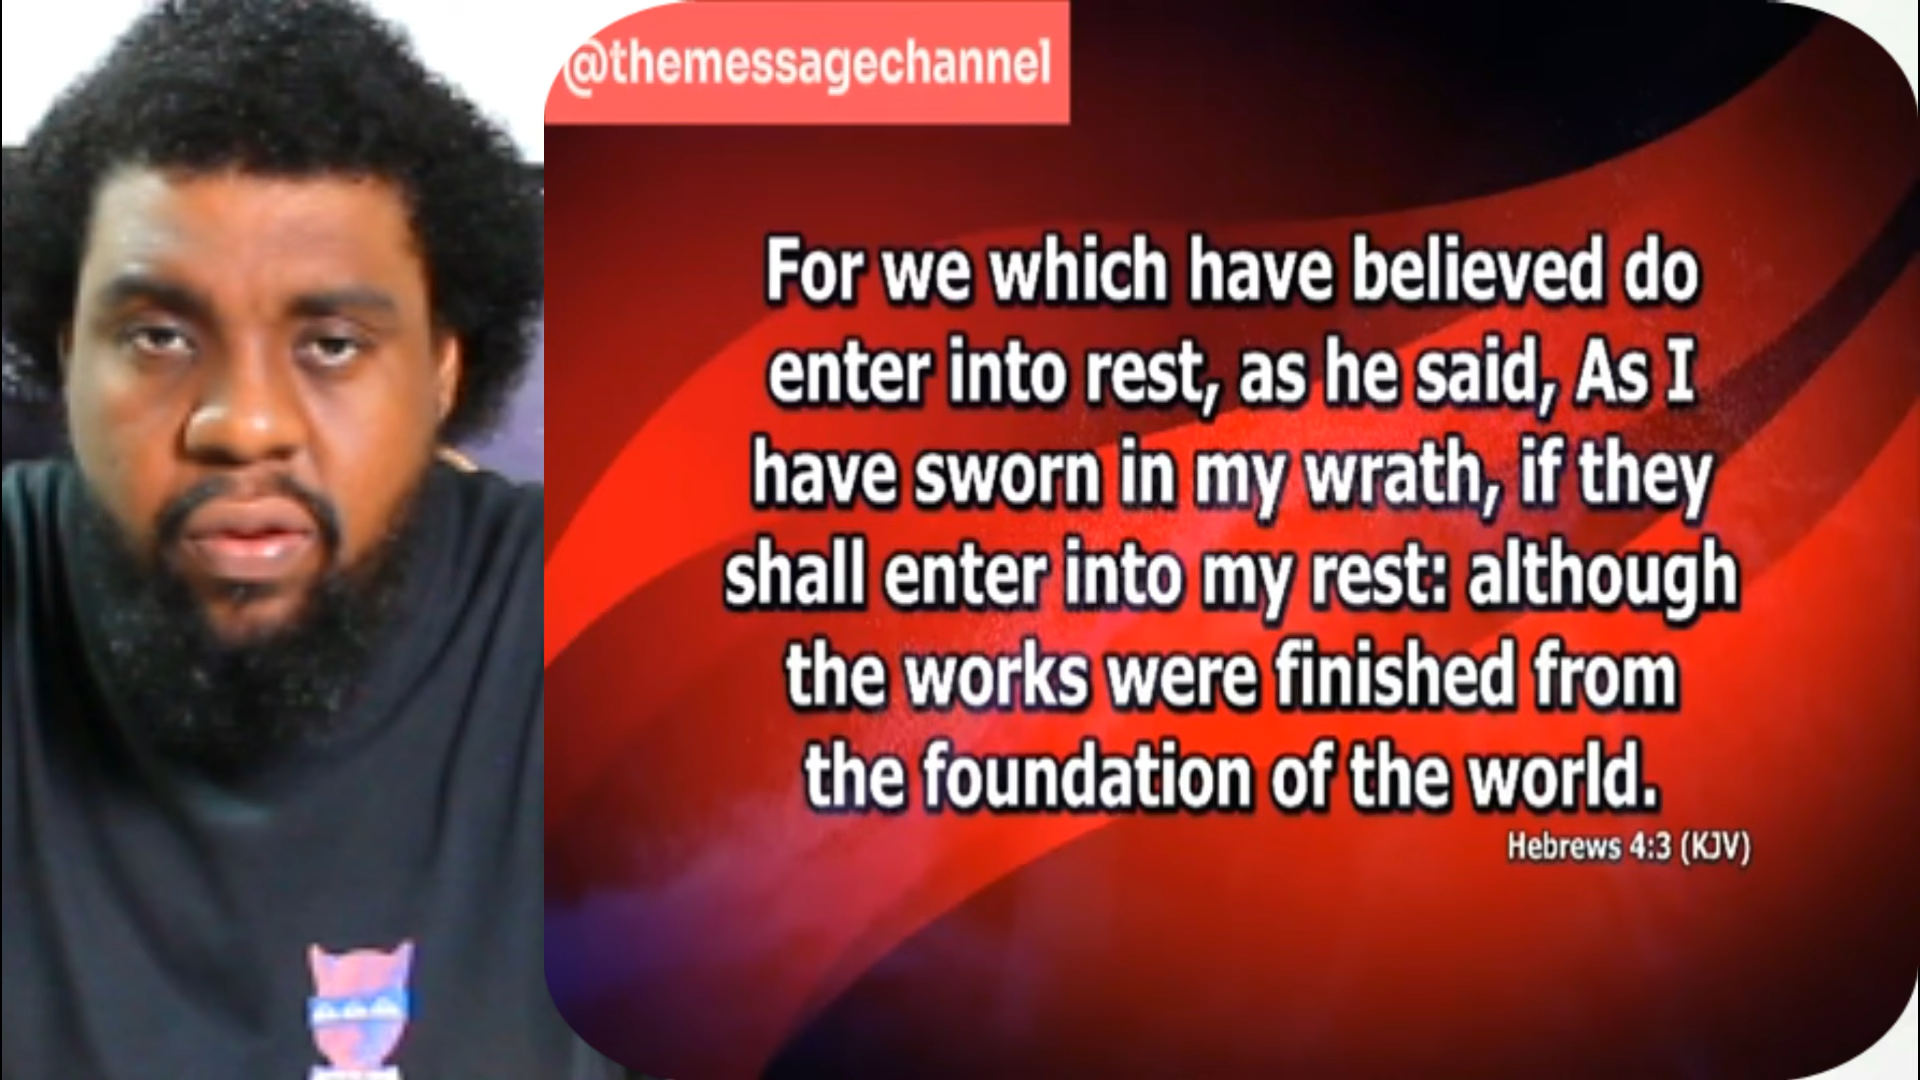 @themessagechannel
For we which have believed do
enter into rest, as he said, As I
have sworn in my wrath, if they
shall enter into my rest: although
the works were finished from
the foundation of the world.
Hebrews 4:3 (KJV)